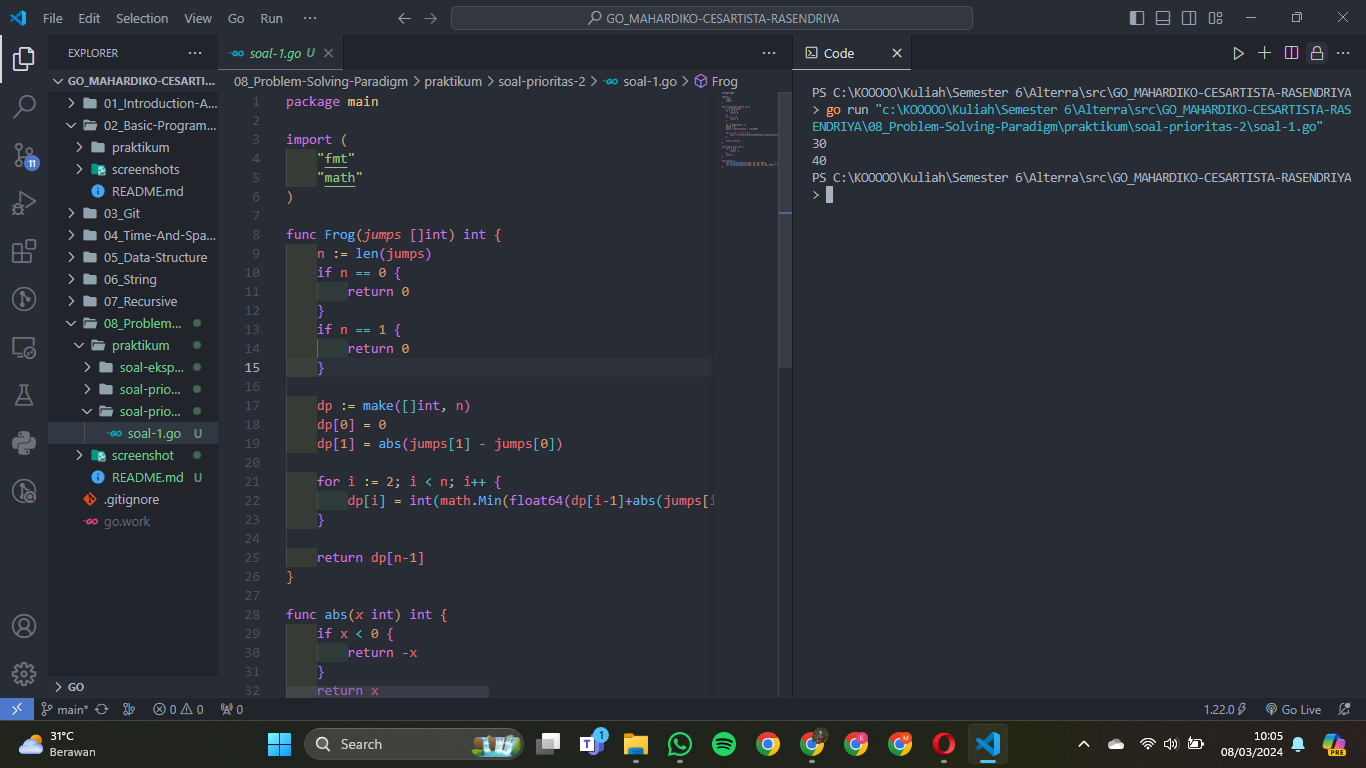 File Edit Selection View Go Run ··· GO_MAHARDIKO-CESARTISTA-RASENDRIYA
EXPLORER ···
GO_MAHARDIKO-CESARTI...
01_Introduction-A...
02_Basic-Program...
praktikum
screenshots
README.md
03_Git
04_Time-And-Spa...
05_Data-Structure
06_String
07_Recursive
08_Problem...
praktikum
soal-eksp...
soal-prio...
soal-prio...
soal-1.go U
screenshot
README.md U
.gitignore
go.work
GO
soal-1.go U
08_Problem-Solving-Paradigm > praktikum > soal-prioritas-2 > soal-1.go > Frog
1 package main
2
3 import (
4 "fmt"
5 "math"
6 )
7
8 func Frog(jumps []int) int {
9 n := len(jumps)
10 if n == 0 {
11 return 0
12 }
13 if n == 1 {
14 return 0
15 }
16
17 dp := make([]int, n)
18 dp[0] = 0
19 dp[1] = abs(jumps[1] - jumps[0])
20
21 for i := 2; i < n; i++ {
22 dp[i] = int(math.Min(float64(dp[i-1]+abs(jumps[i
23 }
24
25 return dp[n-1]
26 }
27
28 func abs(x int) int {
29 if x < 0 {
30 return -x
31 }
32 return x
Code
PS C:\KOOOOO\Kuliah\Semester 6\Alterra\src\GO_MAHARDIKO-CESARTISTA-RASENDRIYA
> go run "c:\KOOOOO\Kuliah\Semester 6\Alterra\src\GO_MAHARDIKO-CESARTISTA-RAS
ENDRIYA\08_Problem-Solving-Paradigm\praktikum\soal-prioritas-2\soal-1.go"
30
40
PS C:\KOOOOO\Kuliah\Semester 6\Alterra\src\GO_MAHARDIKO-CESARTISTA-RASENDRIYA
>
11
main* 0 0 0 1.22.0 Go Live
31°C
Berawan
Search
1
10:05
08/03/2024
PRE